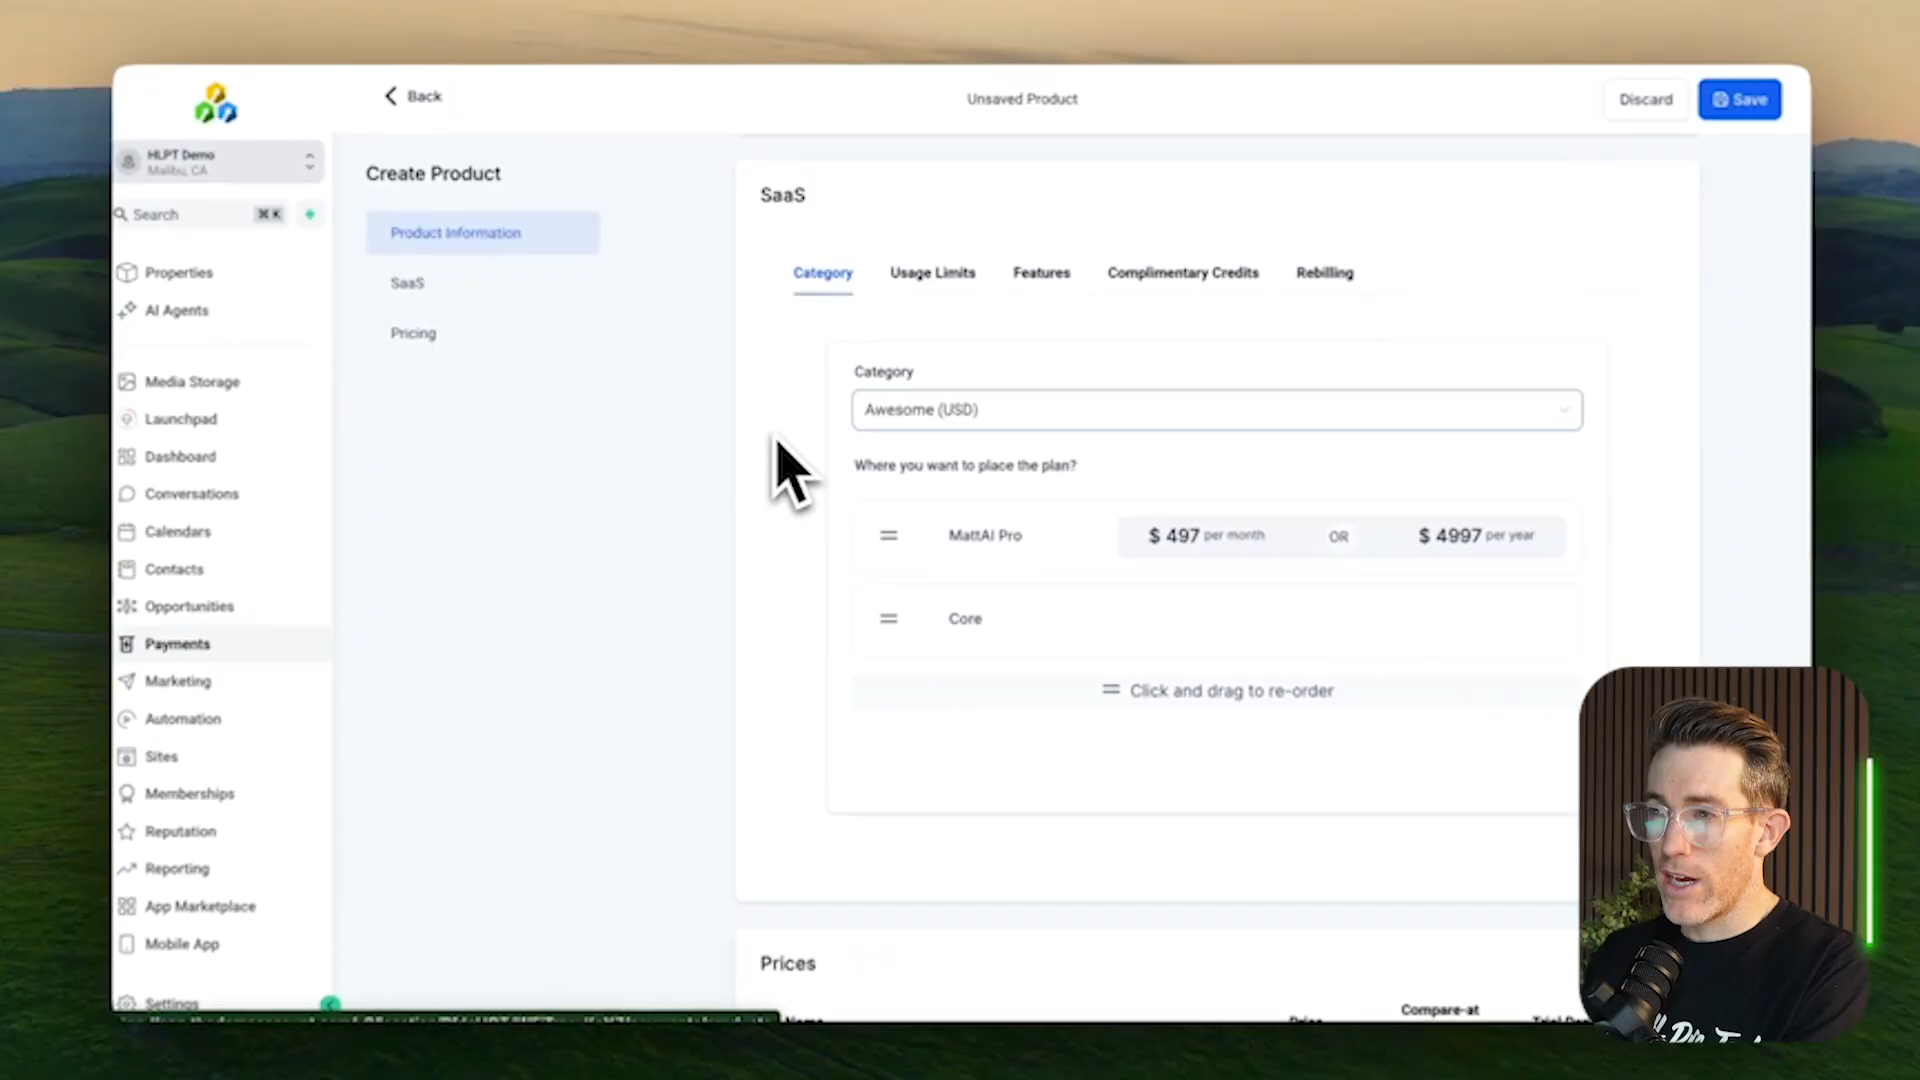 Back
Unsaved Product
Discard
Save
HLPT Demo
Malibu, CA
Search
⌘ K
Properties
AI Agents
Media Storage
Launchpad
Dashboard
Conversations
Calendars
Contacts
Opportunities
Payments
Marketing
Automation
Sites
Memberships
Reputation
Reporting
App Marketplace
Mobile App
Settings
Create Product
Product Information
SaaS
Pricing
SaaS
Category
Usage Limits
Features
Complimentary Credits
Rebilling
Category
Awesome (USD)
Where you want to place the plan?
MattAI Pro
$ 497 per month
OR
$ 4997 per year
Core
Click and drag to re-order
Prices
Name
Price
Compare-at